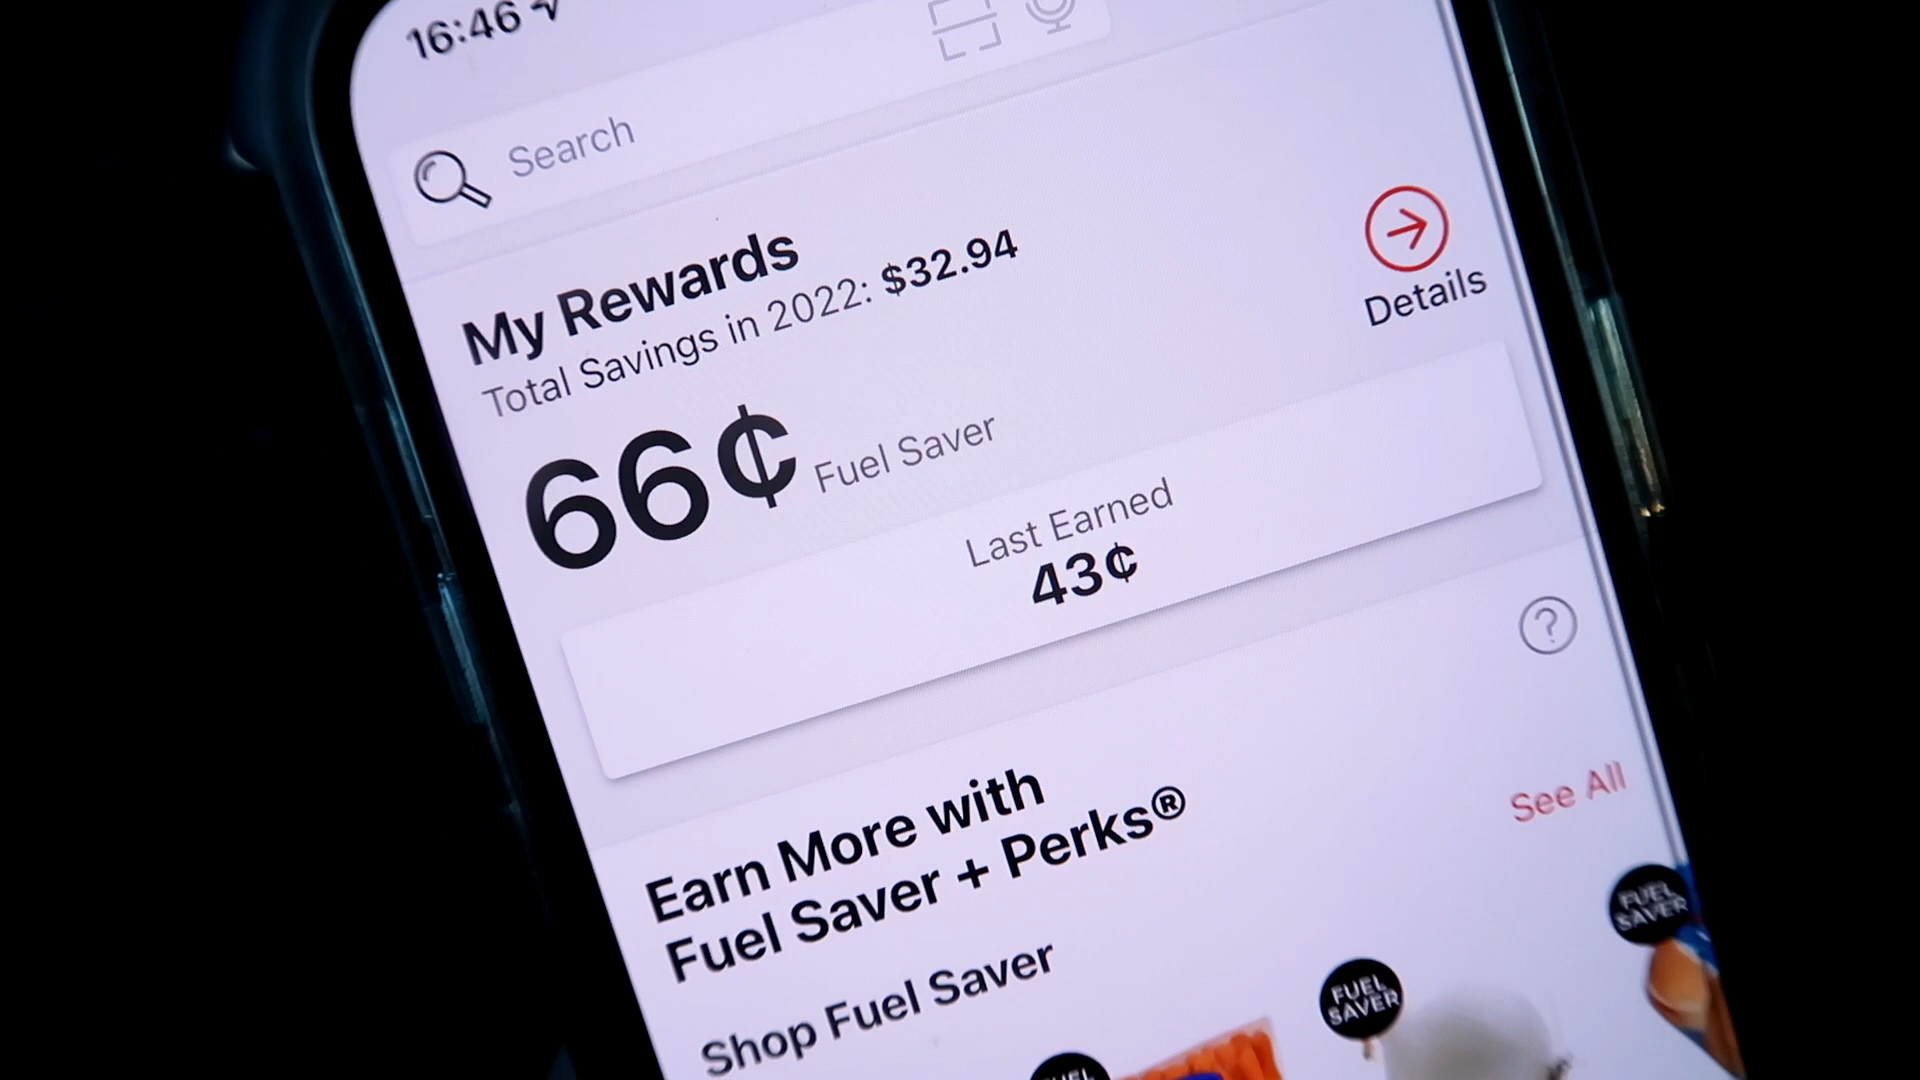 16:46
Search
My Rewards
Total Savings in 2022: $32.94
Details
66¢ Fuel Saver
Last Earned
43¢
Earn More with
Fuel Saver + Perks®
See All
Shop Fuel Saver
FUEL
SAVER
FUEL
SAVER
FUEL